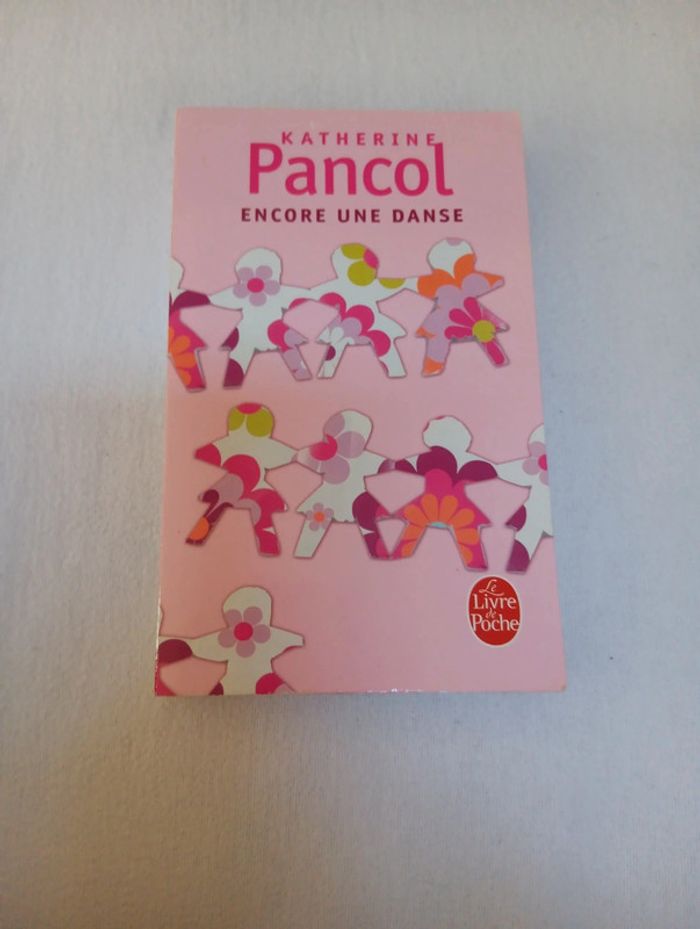 KATHERINE
Pancol
ENCORE UNE DANSE
Le
Livre
de
Poche